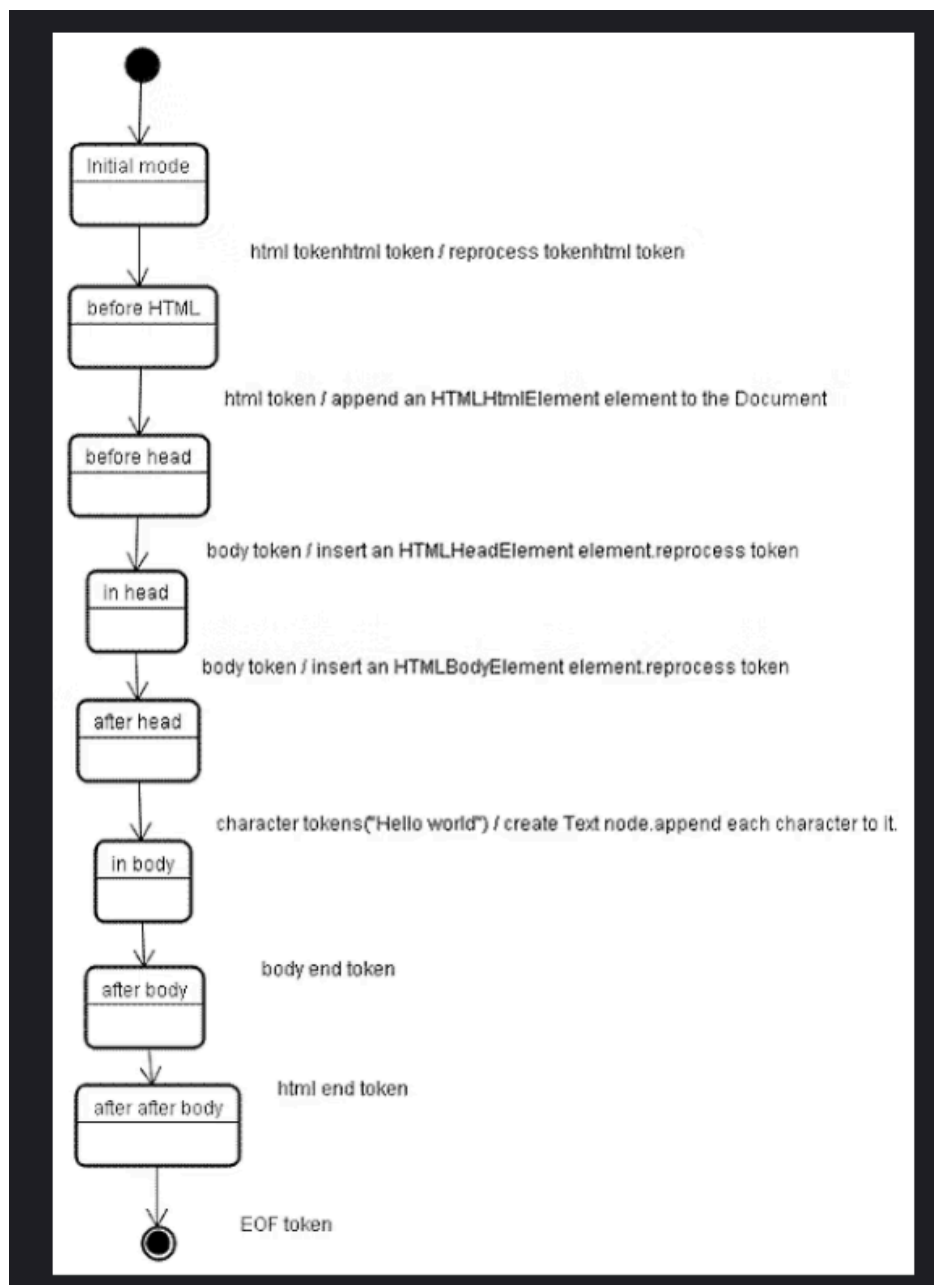 Initial mode
html tokenhtml token / reprocess tokenhtml token
before HTML
html token / append an HTMLHtmlElement element to the Document
before head
body token / insert an HTMLHeadElement element.reprocess token
in head
body token / insert an HTMLBodyElement element.reprocess token
after head
character tokens("Hello world") / create Text node.append each character to it.
in body
body end token
after body
html end token
after after body
EOF token